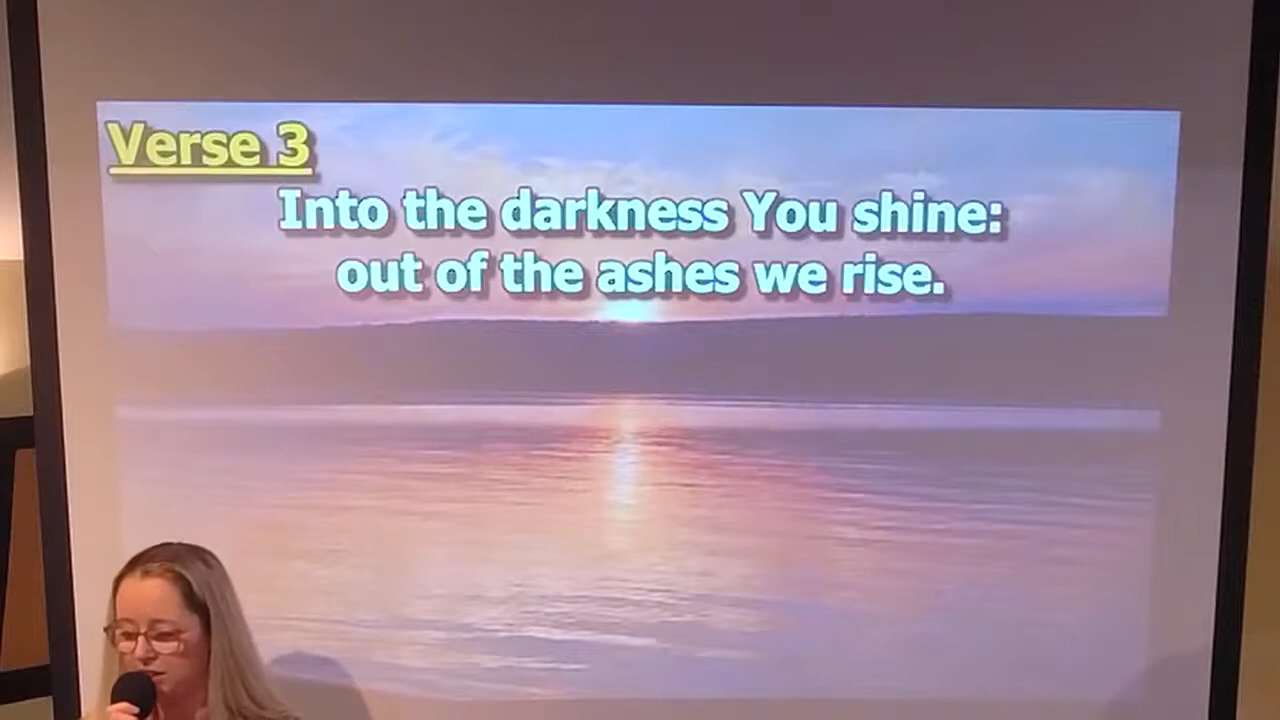 Verse 3
Into the darkness You shine:
out of the ashes we rise.